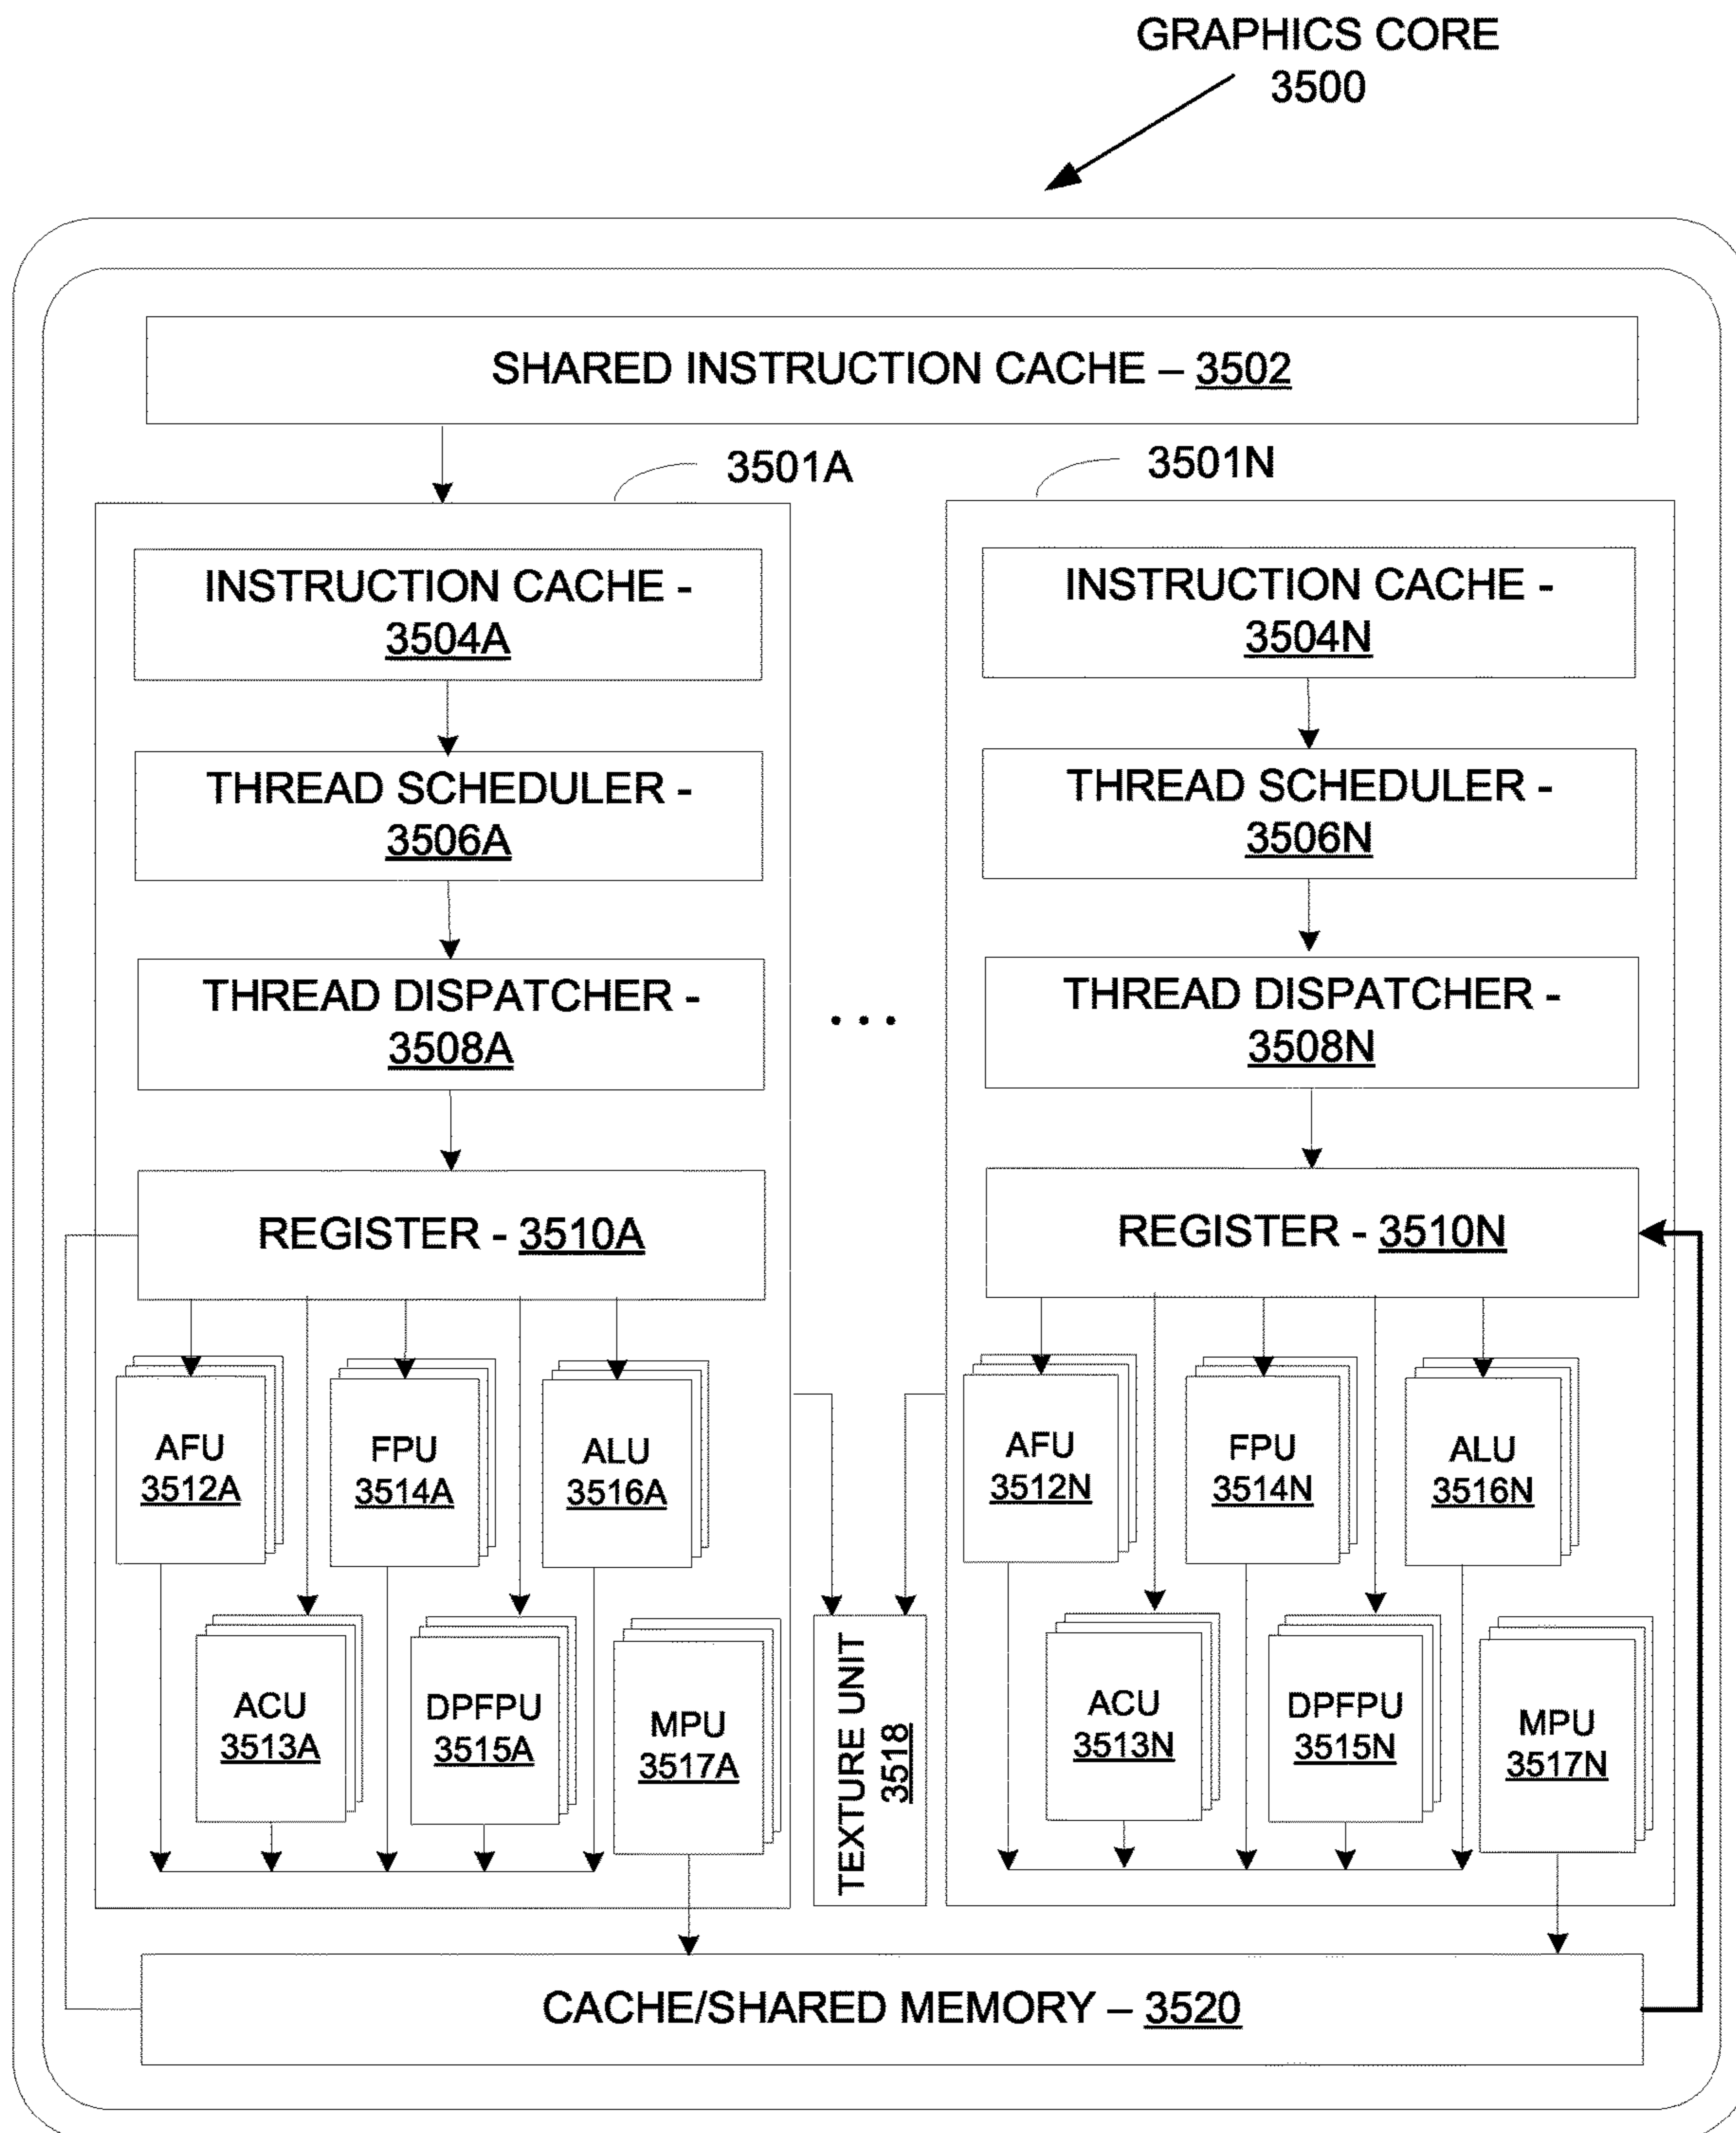 GRAPHICS CORE
3500
SHARED INSTRUCTION CACHE – 3502
3501A
INSTRUCTION CACHE -
3504A
THREAD SCHEDULER -
3506A
THREAD DISPATCHER -
3508A
REGISTER - 3510A
AFU
3512A
FPU
3514A
ALU
3516A
ACU
3513A
DPFPU
3515A
MPU
3517A
...
TEXTURE UNIT
3518
3501N
INSTRUCTION CACHE -
3504N
THREAD SCHEDULER -
3506N
THREAD DISPATCHER -
3508N
REGISTER - 3510N
AFU
3512N
FPU
3514N
ALU
3516N
ACU
3513N
DPFPU
3515N
MPU
3517N
CACHE/SHARED MEMORY – 3520